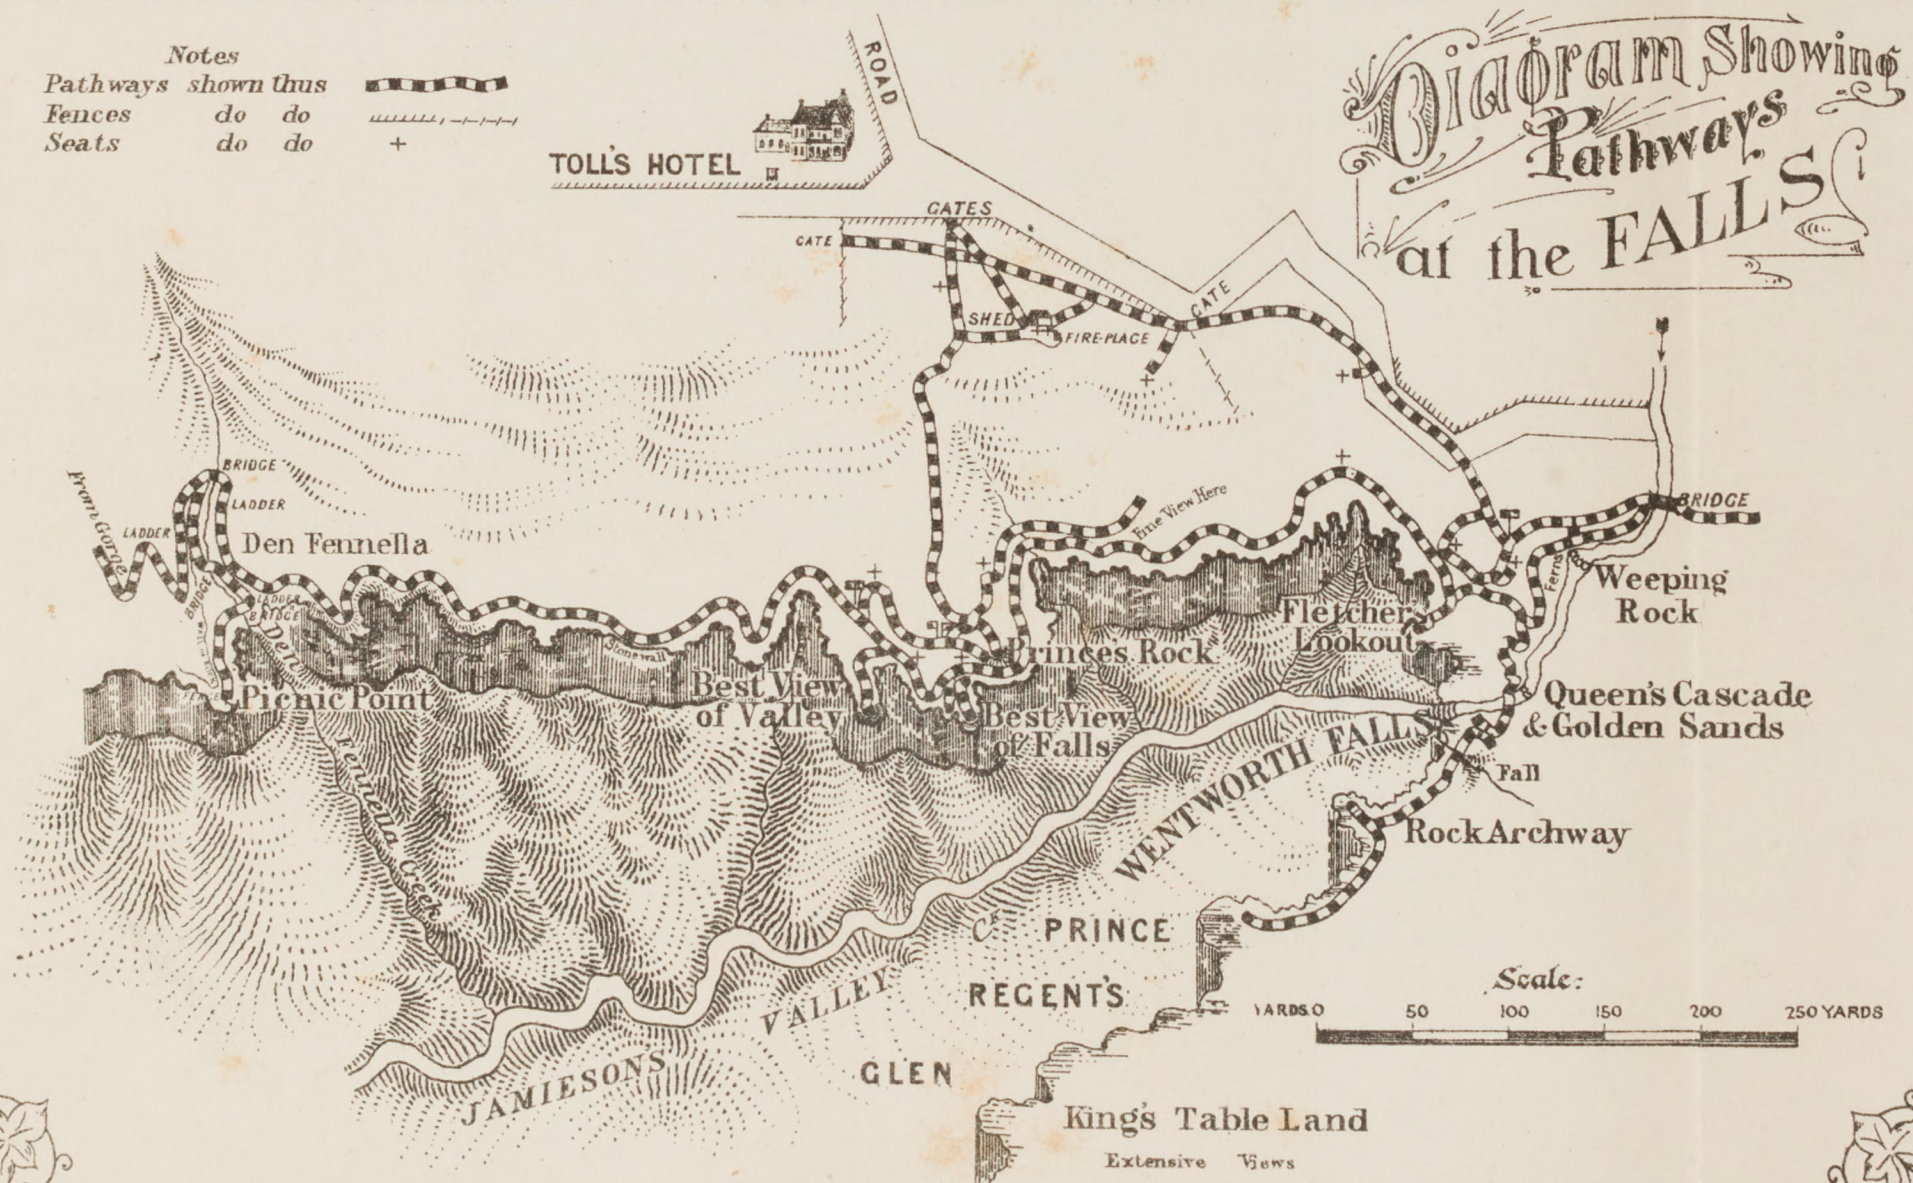 Diagram Showing
Pathways
at the FALLS
Notes
Pathways shown thus
Fences do do
Seats do do +
ROAD
TOLL'S HOTEL
GATES
GATE
GATE
SHED
FIRE-PLACE
BRIDGE
LADDER
LADDER
From Gorge
Den Fennella
BRIDGE
LADDER
BRIDGE
Fine View Here
BRIDGE
Ferns
Weeping
Rock
Fletcher
Lookout
Stone wall
Princes Rock
Picnic Point
Best View
of Valley
Best View
of Falls
Queen's Cascade
& Golden Sands
WENTWORTH FALLS
Fall
Rock Archway
Den Fennella Creek
PRINCE
REGENT'S
GLEN
JAMIESONS VALLEY CK
Scale:
YARDS 0 50 100 150 200 250 YARDS
King's Table Land
Extensive Views